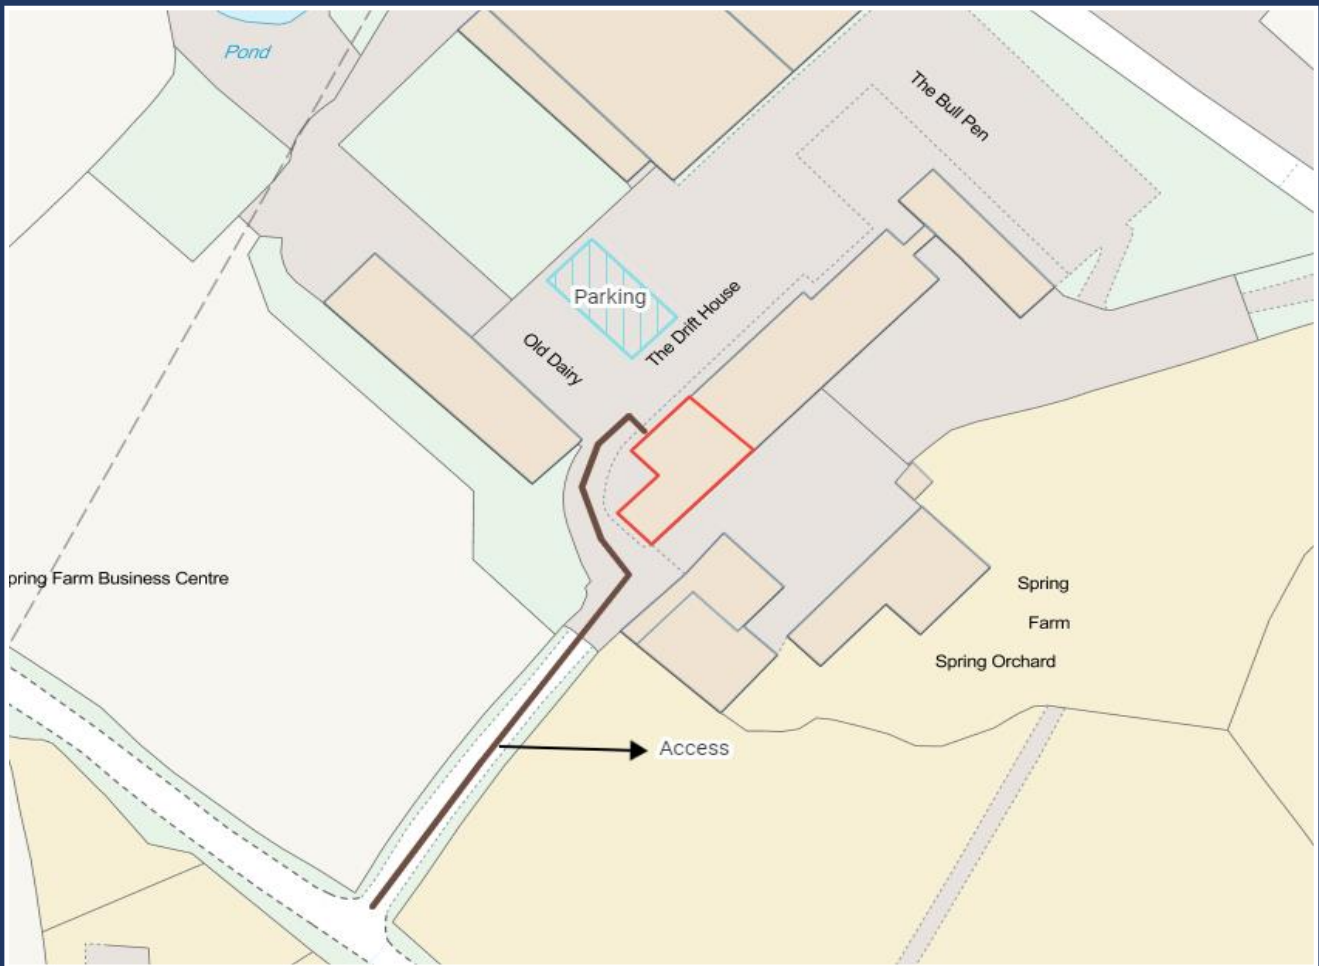 Pond
The Bull Pen
Parking
The Drift House
Old Dairy
pring Farm Business Centre
Spring
Farm
Spring Orchard
Access